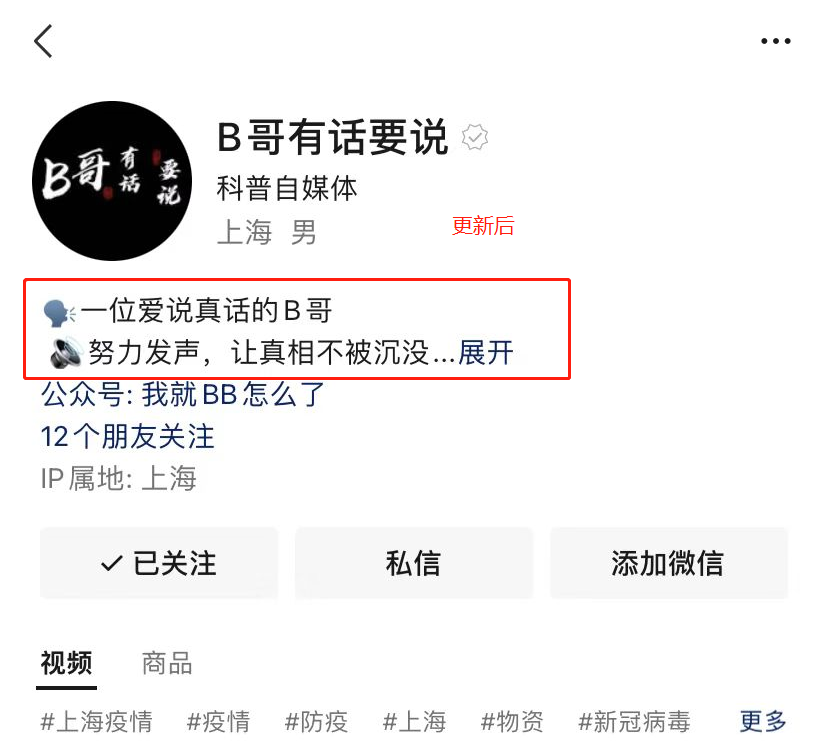 B哥有话要说
B哥有话要说
科普自媒体
上海 男
更新后
一位爱说真话的B哥
努力发声，让真相不被沉没...展开
公众号: 我就BB怎么了
12个朋友关注
IP属地: 上海
已关注 私信 添加微信
视频 商品
#上海疫情 #疫情 #防疫 #上海 #物资 #新冠病毒 更多